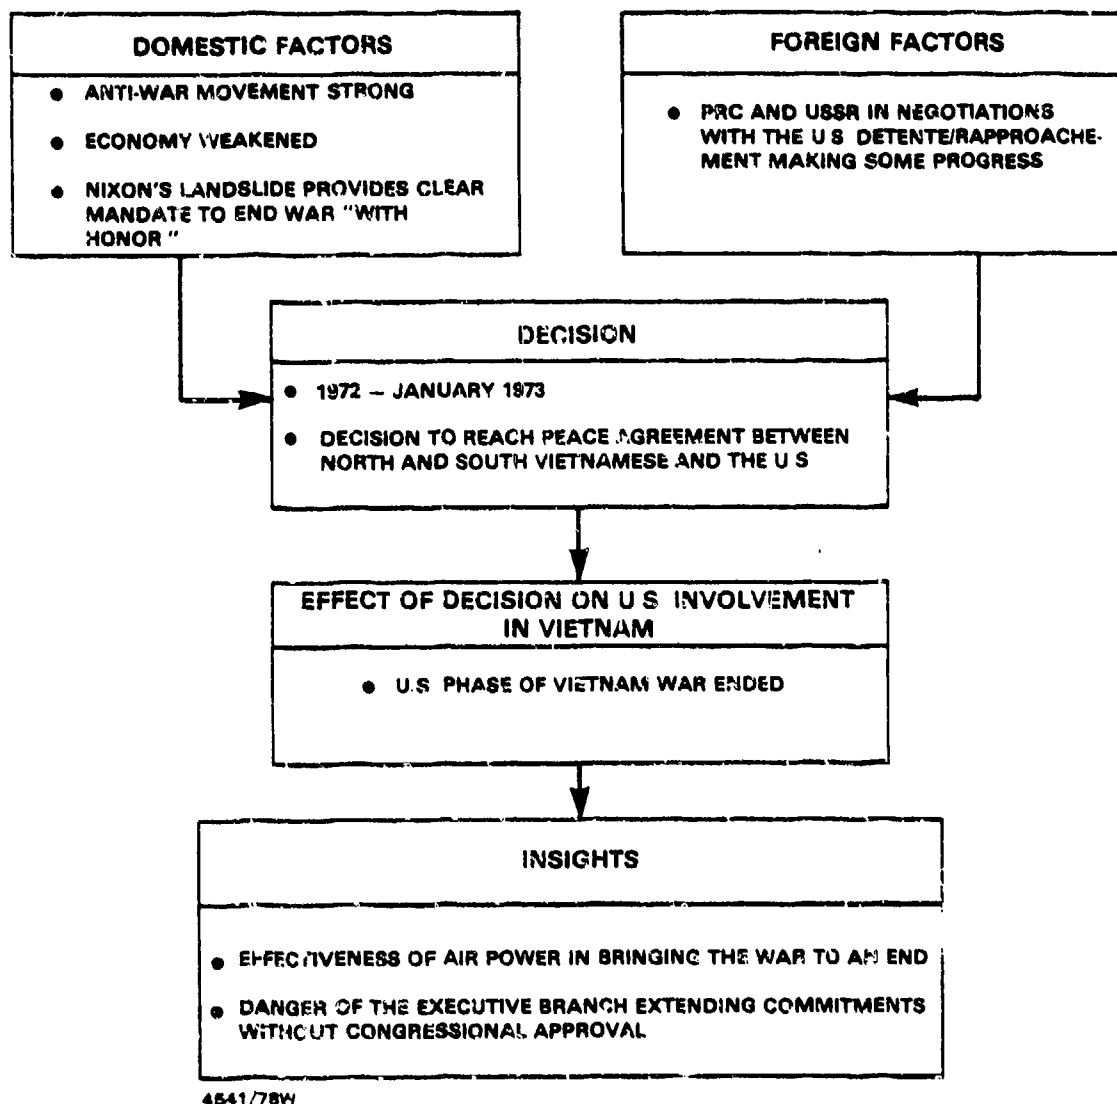 DOMESTIC FACTORS
• ANTI-WAR MOVEMENT STRONG
• ECONOMY WEAKENED
• NIXON'S LANDSLIDE PROVIDES CLEAR
MANDATE TO END WAR "WITH
HONOR"
FOREIGN FACTORS
• PRC AND USSR IN NEGOTIATIONS
WITH THE U S DETENTE/RAPPROACHE-
MENT MAKING SOME PROGRESS
DECISION
• 1972 – JANUARY 1973
• DECISION TO REACH PEACE AGREEMENT BETWEEN
NORTH AND SOUTH VIETNAMESE AND THE U S
EFFECT OF DECISION ON U S INVOLVEMENT
IN VIETNAM
• U.S PHASE OF VIETNAM WAR ENDED
INSIGHTS
• EFFECTIVENESS OF AIR POWER IN BRINGING THE WAR TO AN END
• DANGER OF THE EXECUTIVE BRANCH EXTENDING COMMITMENTS
WITHOUT CONGRESSIONAL APPROVAL
4541/78W